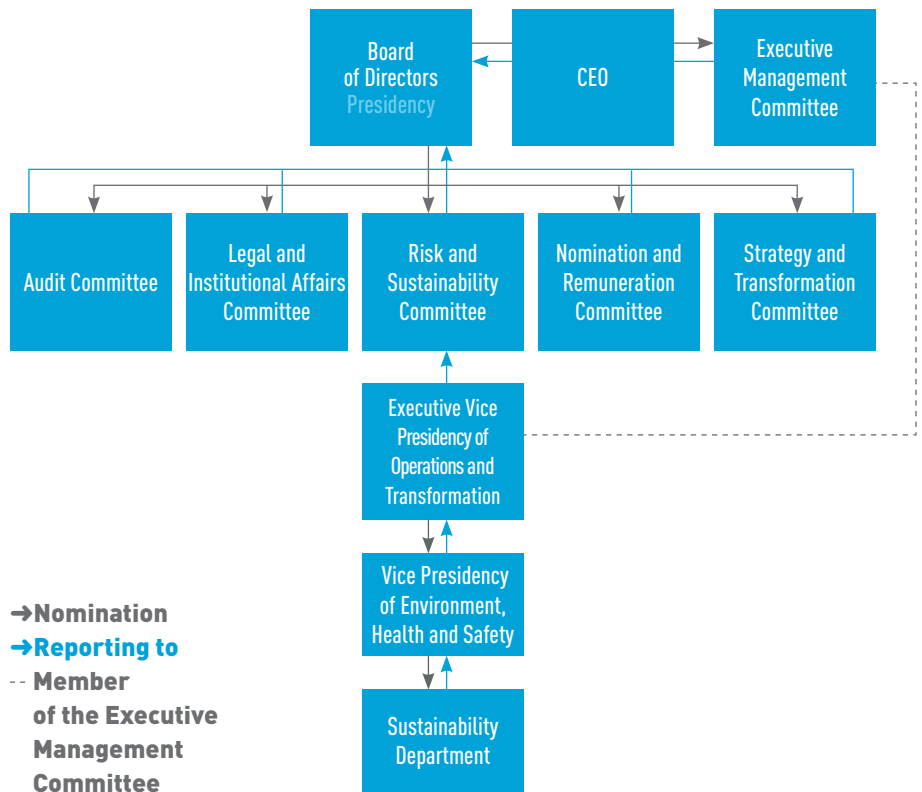 Board
of Directors
Presidency
CEO
Executive
Management
Committee
Audit Committee
Legal and
Institutional Affairs
Committee
Risk and
Sustainability
Committee
Nomination and
Remuneration
Committee
Strategy and
Transformation
Committee
Executive Vice
Presidency of
Operations and
Transformation
Vice Presidency
of Environment,
Health and Safety
Sustainability
Department
➔Nomination
➔Reporting to
-- Member
of the Executive
Management
Committee